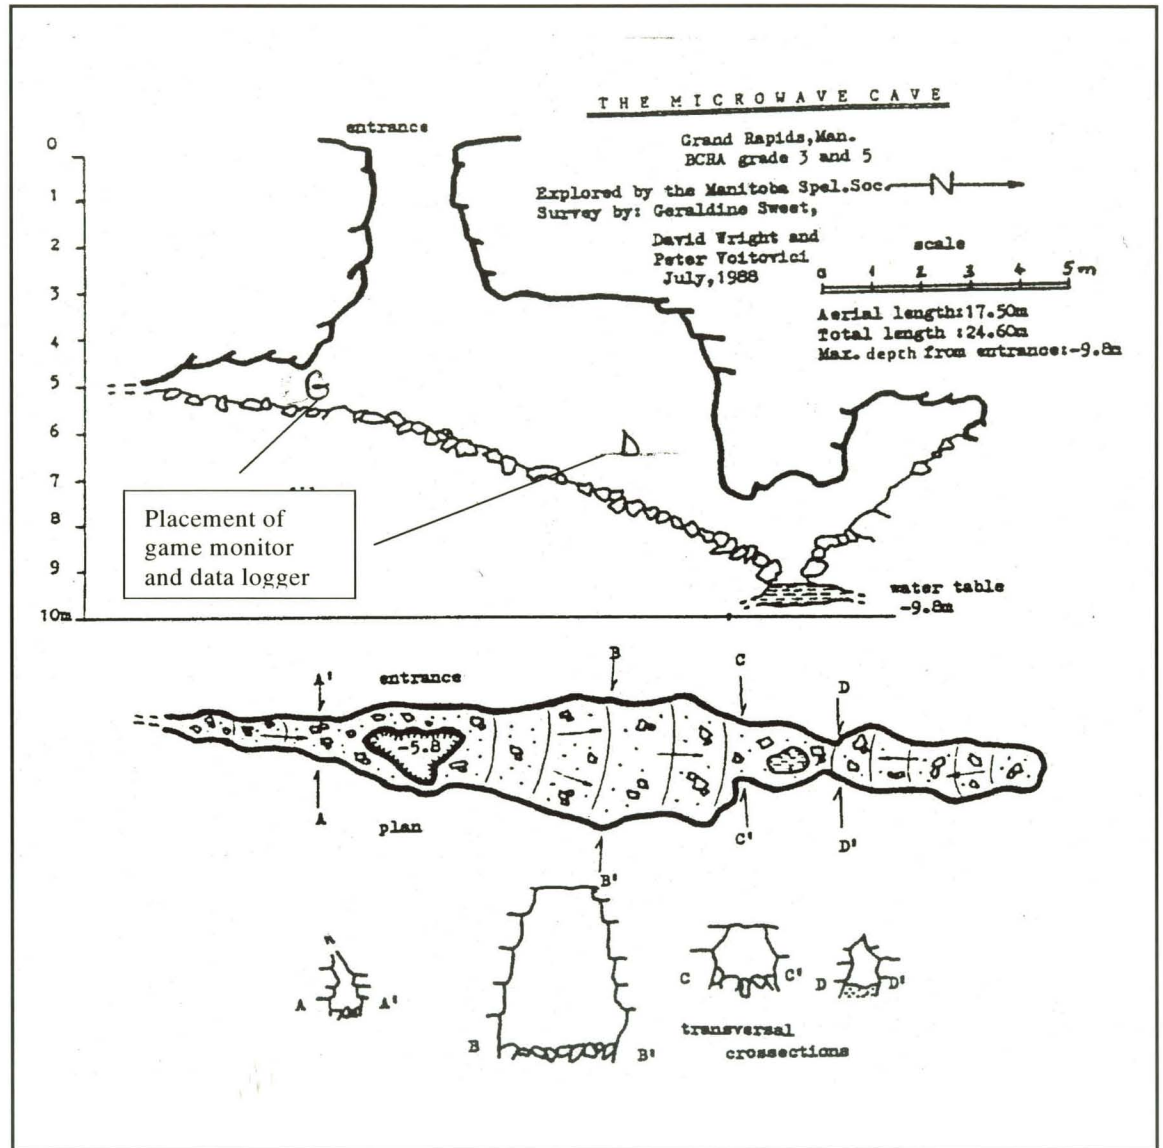 THE MICROWAVE CAVE
Grand Rapids,Man.
BCRA grade 3 and 5
Explored by the Manitoba Spel.Soc.
N
Survey by: Geraldine Sweet,
David Wright and
Peter Voitovici
July,1988
scale
0 1 2 3 4 5 m
Aerial length:17.50m
Total length :24.60m
Max. depth from entrance:-9.8m
entrance
0
1
2
3
4
5
6
7
8
9
10m
G
D
Placement of
game monitor
and data logger
water table
-9.8m
A'
entrance
B
C
D
-5.8
A
plan
B'
C'
D'
A A'
B B'
C C'
D D'
transversal
crossections